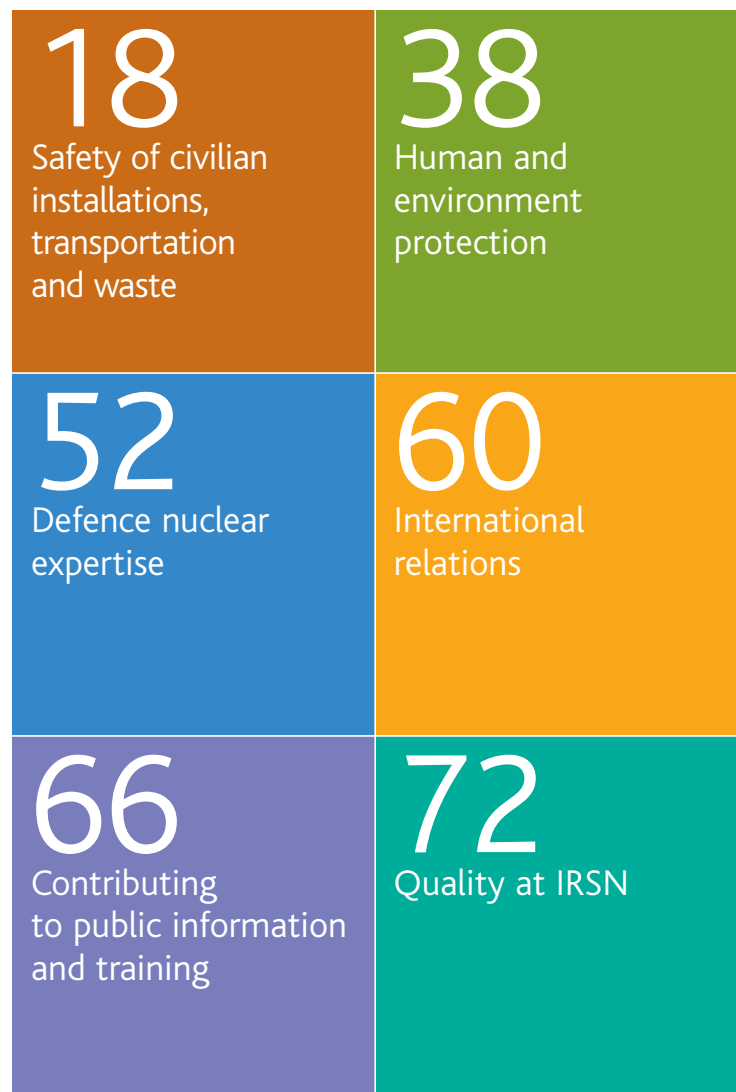 18
Safety of civilian
installations,
transportation
and waste
38
Human and
environment
protection
52
Defence nuclear
expertise
60
International
relations
66
Contributing
to public information
and training
72
Quality at IRSN